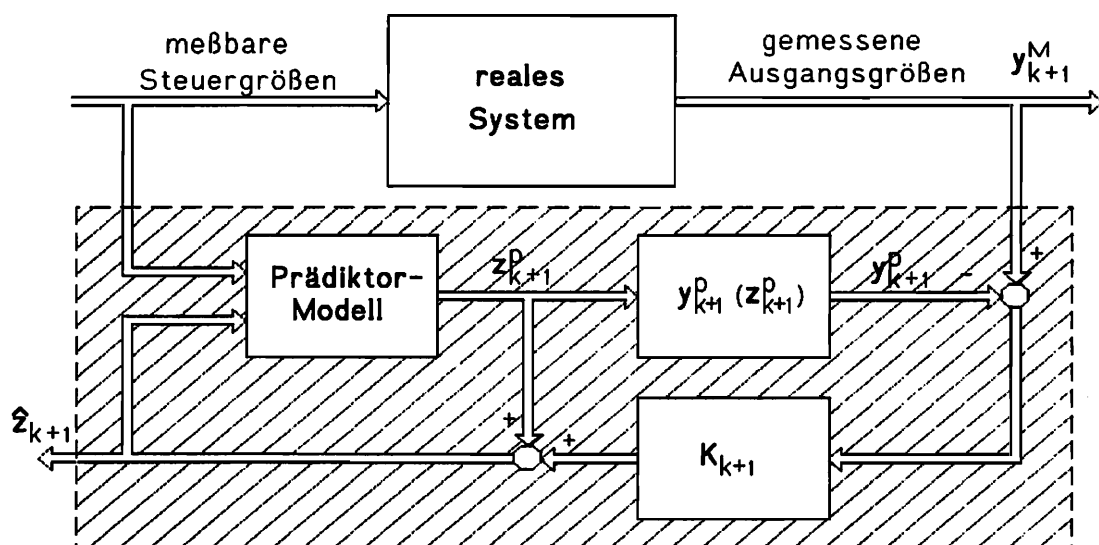 meßbare
Steuergrößen
reales
System
gemessene
Ausgangsgrößen
y^M_{k+1}
Prädiktor-
Modell
z^p_{k+1}
y^p_{k+1} (z^p_{k+1})
y^p_{k+1}
-
+
ẑ_{k+1}
+
+
K_{k+1}